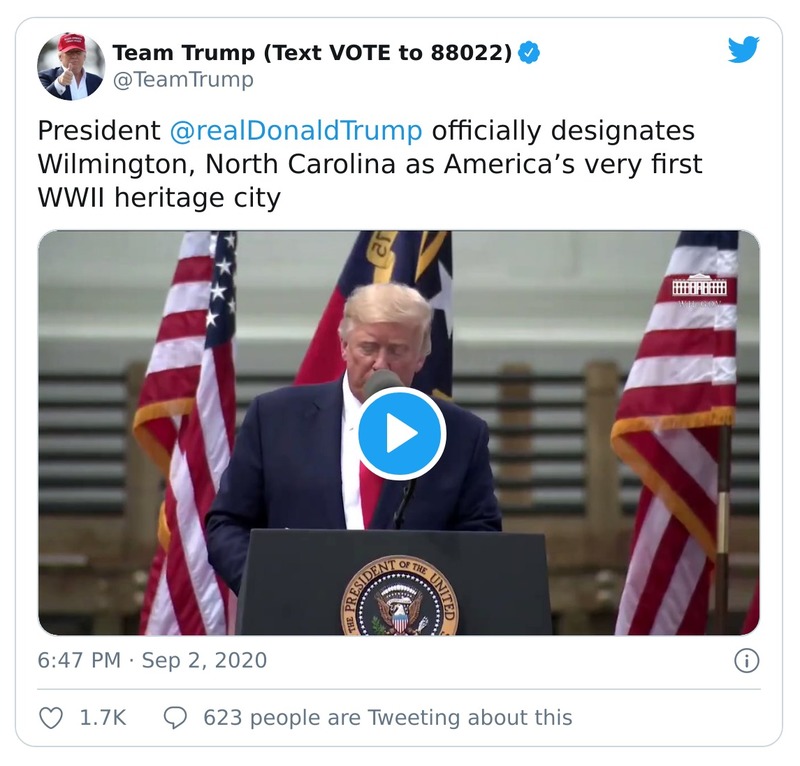 Team Trump (Text VOTE to 88022)
@TeamTrump
President @realDonaldTrump officially designates
Wilmington, North Carolina as America’s very first
WWII heritage city
THE PRESIDENT OF THE UNITED
6:47 PM · Sep 2, 2020
1.7K
623 people are Tweeting about this